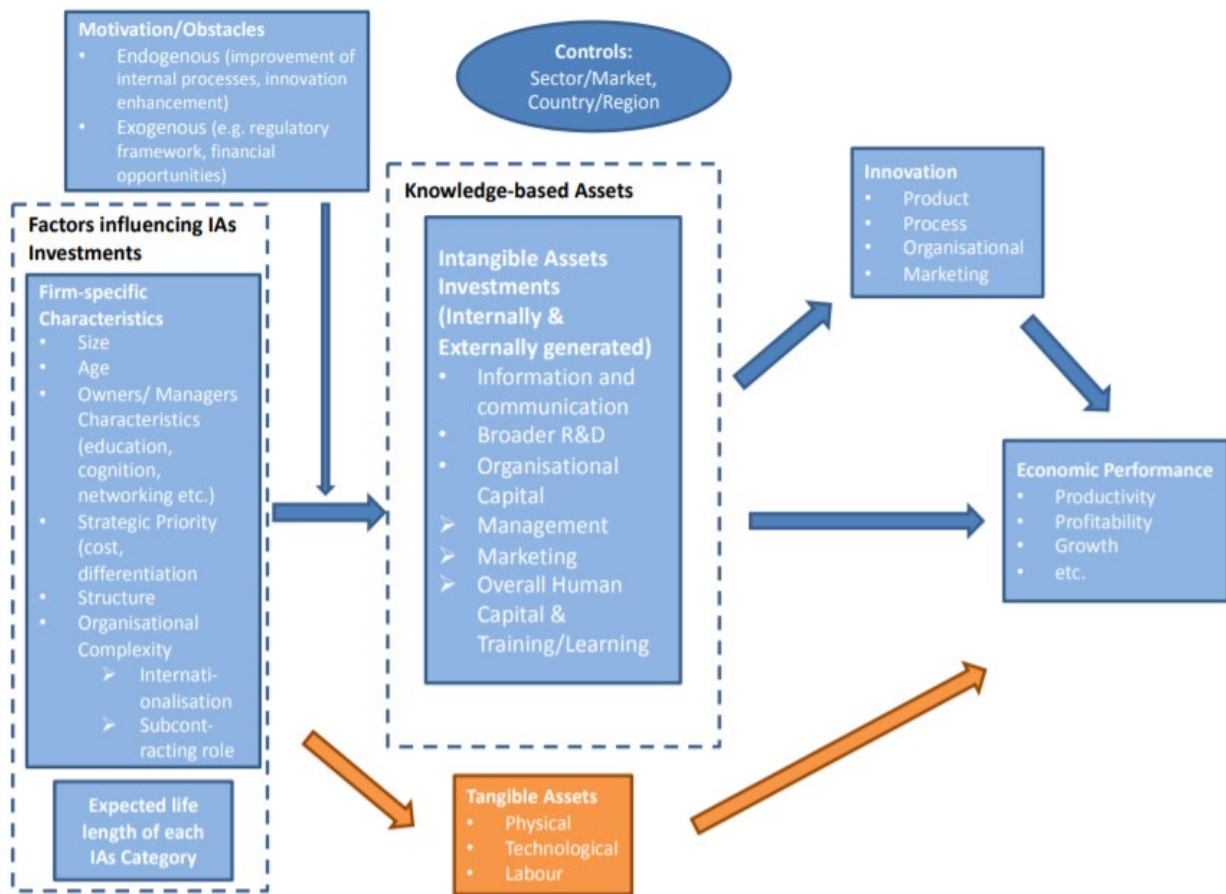 Motivation/Obstacles
• Endogenous (improvement of
internal processes, innovation
enhancement)
• Exogenous (e.g. regulatory
framework, financial
opportunities)
Controls:
Sector/Market,
Country/Region
Factors influencing IAs
Investments
Firm-specific
Characteristics
• Size
• Age
• Owners/ Managers
Characteristics
(education,
cognition,
networking etc.)
• Strategic Priority
(cost,
differentiation
• Structure
• Organisational
Complexity
➢ Internati-
onalisation
➢ Subcont-
racting role
Expected life
length of each
IAs Category
Knowledge-based Assets
Intangible Assets
Investments
(Internally &
Externally generated)
• Information and
communication
• Broader R&D
• Organisational
Capital
➢ Management
➢ Marketing
➢ Overall Human
Capital &
Training/Learning
Tangible Assets
• Physical
• Technological
• Labour
Innovation
• Product
• Process
• Organisational
• Marketing
Economic Performance
• Productivity
• Profitability
• Growth
• etc.